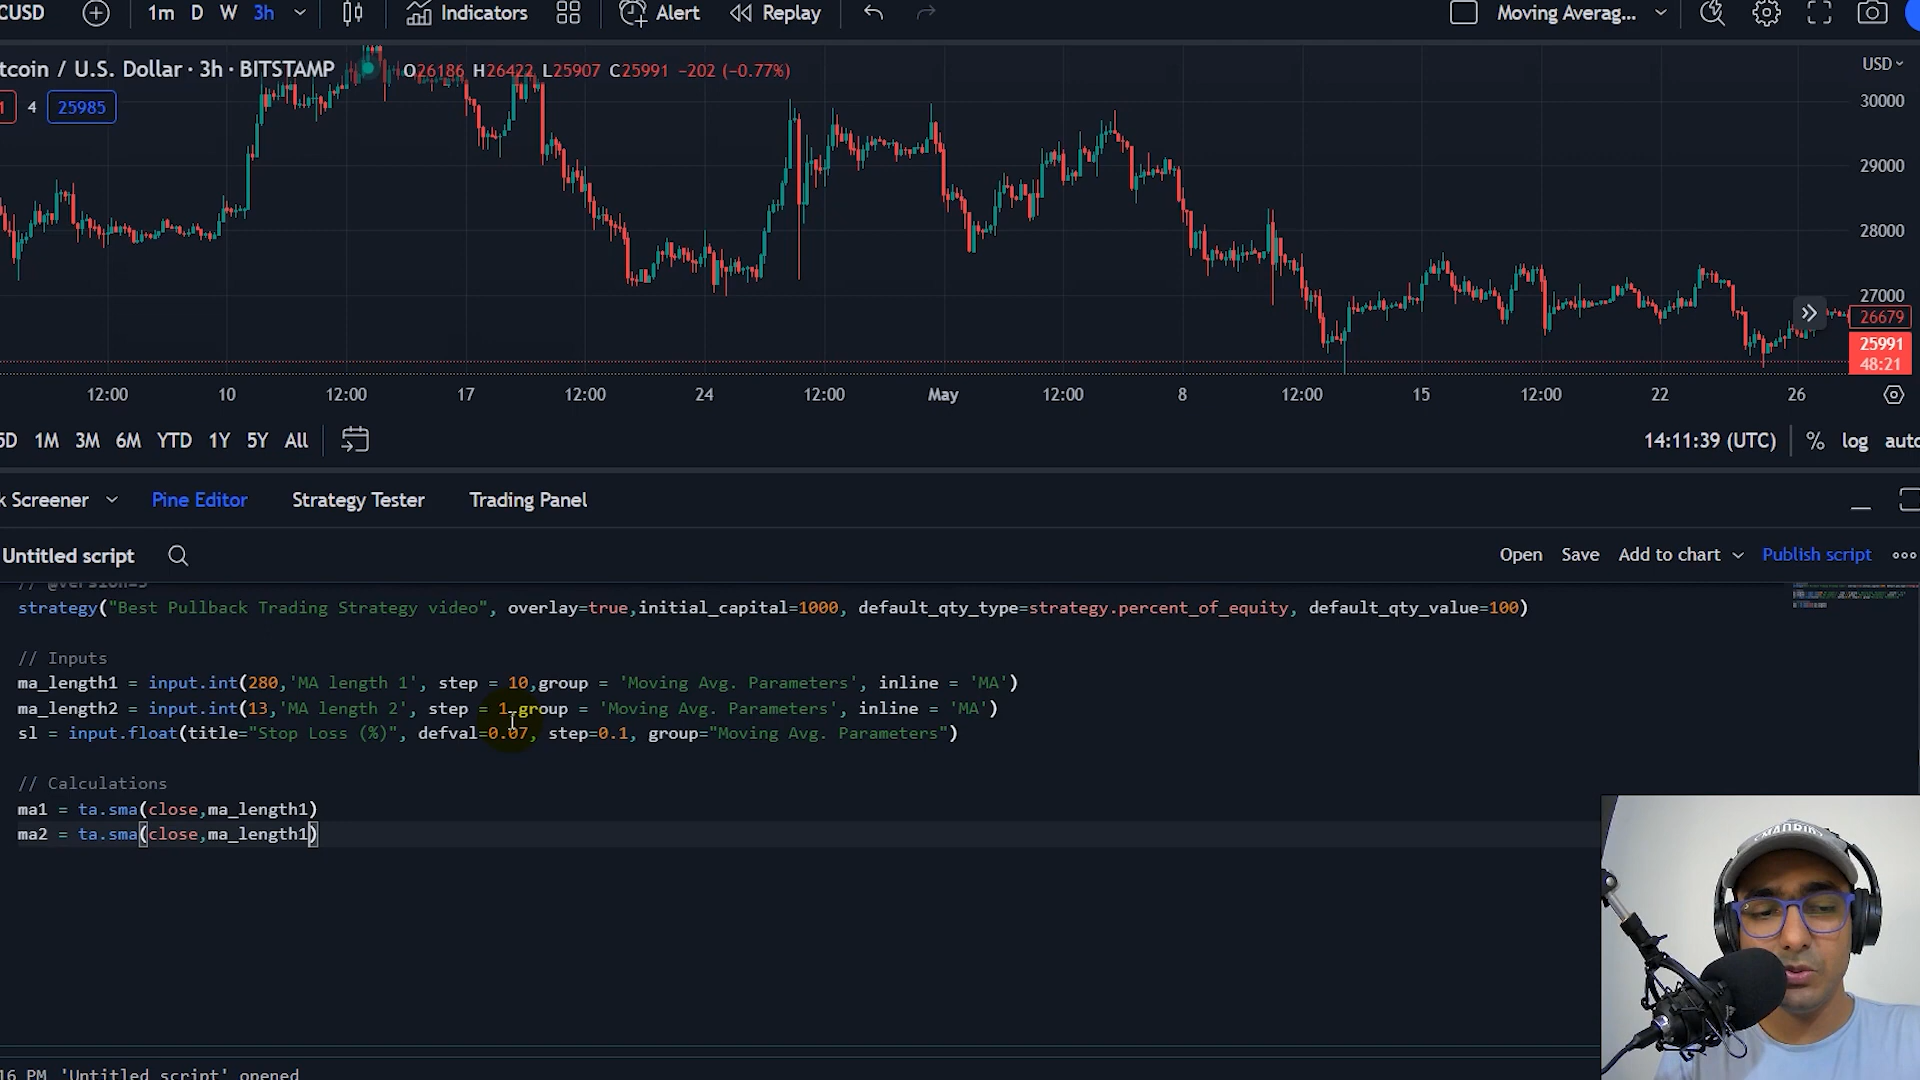 CUSD 1m D W 3h Indicators Alert Replay Moving Averag...
tcoin / U.S. Dollar · 3h · BITSTAMP O26186 H26422 L25907 C25991 −202 (−0.77%) USD
1 4 25985
30000
29000
28000
27000
26679
25991
48:21
12:00 10 12:00 17 12:00 24 12:00 May 12:00 8 12:00 15 12:00 22 26
5D 1M 3M 6M YTD 1Y 5Y All 14:11:39 (UTC) % log auto
k Screener Pine Editor Strategy Tester Trading Panel
Untitled script Open Save Add to chart Publish script
// @version=5
strategy("Best Pullback Trading Strategy video", overlay=true,initial_capital=1000, default_qty_type=strategy.percent_of_equity, default_qty_value=100)
// Inputs
ma_length1 = input.int(280,'MA length 1', step = 10,group = 'Moving Avg. Parameters', inline = 'MA')
ma_length2 = input.int(13,'MA length 2', step = 1,group = 'Moving Avg. Parameters', inline = 'MA')
sl = input.float(title="Stop Loss (%)", defval=0.07, step=0.1, group="Moving Avg. Parameters")
// Calculations
ma1 = ta.sma(close,ma_length1)
ma2 = ta.sma(close,ma_length1)
MADRID
16 PM 'Untitled script' opened